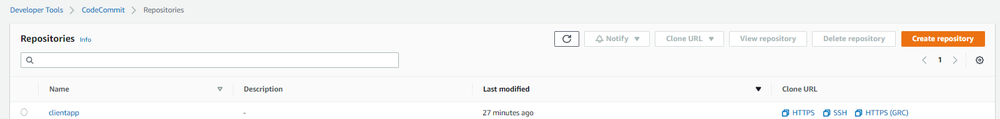 Developer Tools CodeCommit Repositories
Repositories Info Notify Clone URL View repository Delete repository Create repository
1
Name Description Last modified Clone URL
clientapp - 27 minutes ago HTTPS SSH HTTPS (GRC)